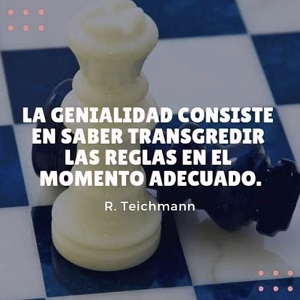 LA GENIALIDAD CONSISTE
EN SABER TRANSGREDIR
LAS REGLAS EN EL
MOMENTO ADECUADO.
R. Teichmann